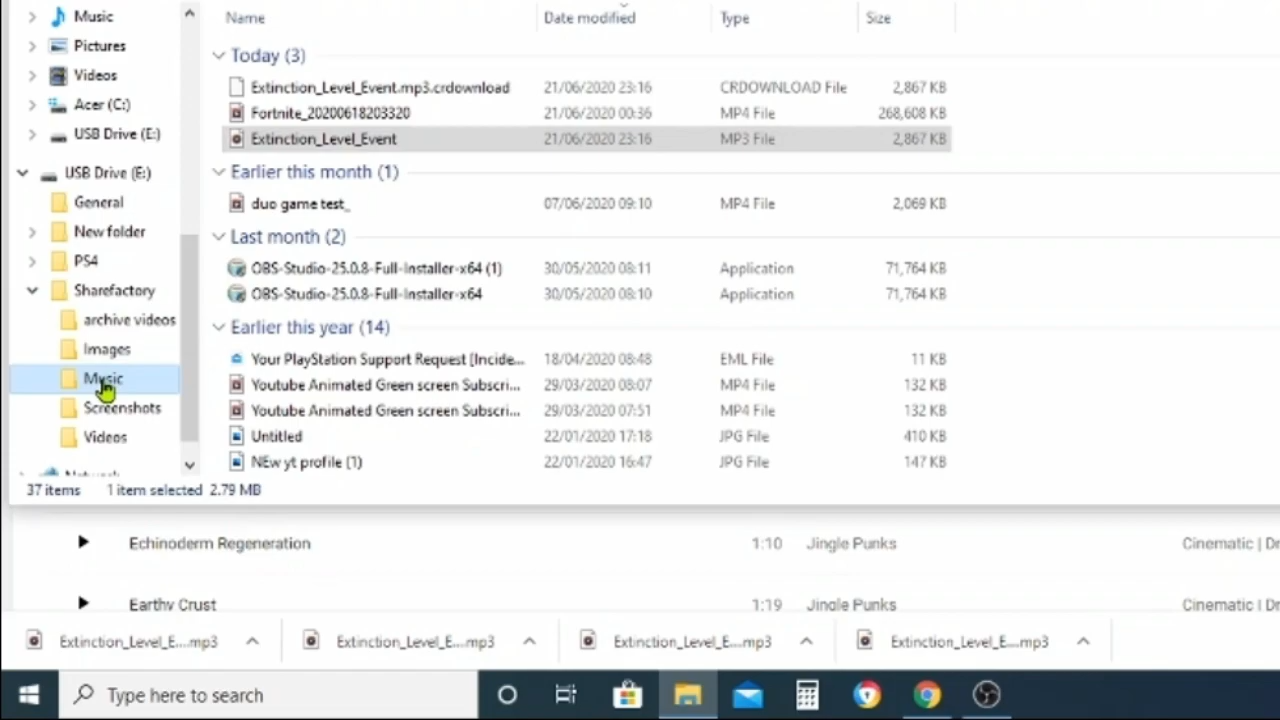 Music
Pictures
Videos
Acer (C:)
USB Drive (E:)
USB Drive (E:)
General
New folder
PS4
Sharefactory
archive videos
Images
Music
Screenshots
Videos
Network
Name Date modified Type Size
Today (3)
Extinction_Level_Event.mp3.crdownload 21/06/2020 23:16 CRDOWNLOAD File 2,867 KB
Fortnite_20200618203320 21/06/2020 00:36 MP4 File 268,608 KB
Extinction_Level_Event 21/06/2020 23:16 MP3 File 2,867 KB
Earlier this month (1)
duo game test_ 07/06/2020 09:10 MP4 File 2,069 KB
Last month (2)
OBS-Studio-25.0.8-Full-Installer-x64 (1) 30/05/2020 08:11 Application 71,764 KB
OBS-Studio-25.0.8-Full-Installer-x64 30/05/2020 08:10 Application 71,764 KB
Earlier this year (14)
Your PlayStation Support Request [Incide... 18/04/2020 08:48 EML File 11 KB
Youtube Animated Green screen Subscri... 29/03/2020 08:07 MP4 File 132 KB
Youtube Animated Green screen Subscri... 29/03/2020 07:51 MP4 File 132 KB
Untitled 22/01/2020 17:18 JPG File 410 KB
NEw yt profile (1) 22/01/2020 16:47 JPG File 147 KB
37 items 1 item selected 2.79 MB
Echinoderm Regeneration 1:10 Jingle Punks Cinematic | Dr
Earthy Crust 1:19 Jingle Punks Cinematic | Dr
Extinction_Level_E....mp3 Extinction_Level_E....mp3 Extinction_Level_E....mp3 Extinction_Level_E....mp3
Type here to search